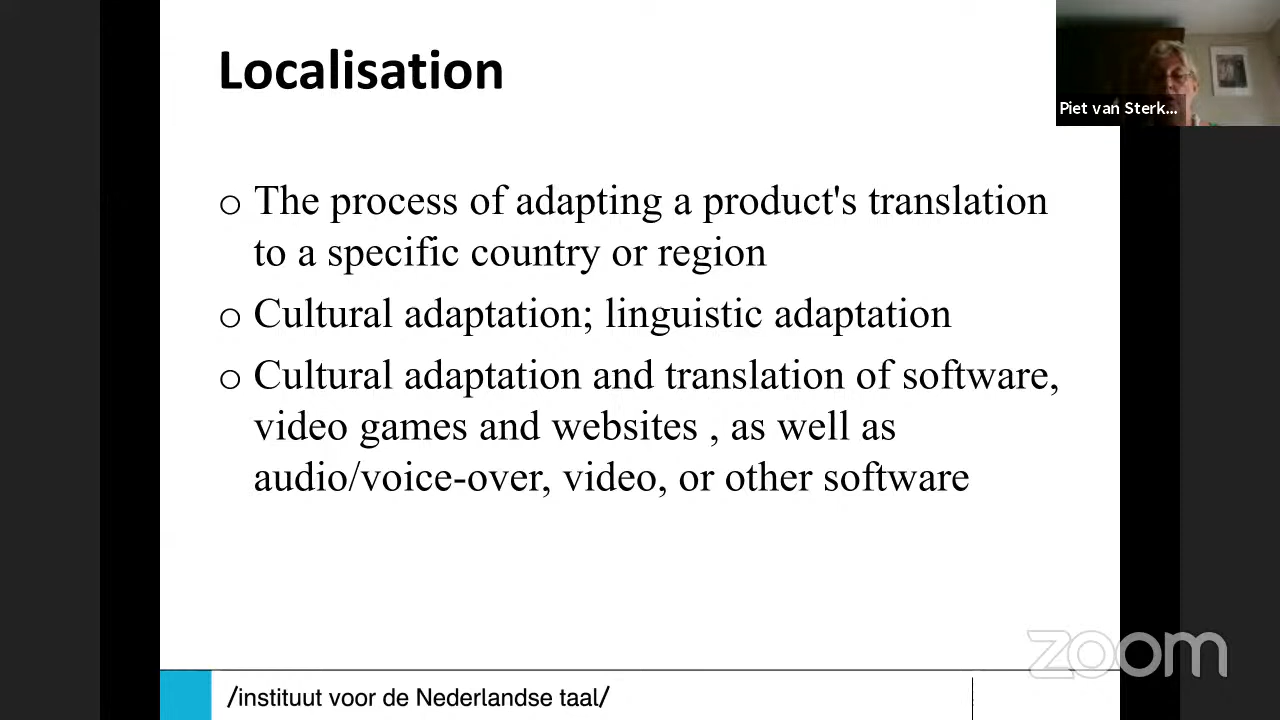 Localisation
Piet van Sterk...
o The process of adapting a product's translation
to a specific country or region
o Cultural adaptation; linguistic adaptation
o Cultural adaptation and translation of software,
video games and websites , as well as
audio/voice-over, video, or other software
zoom
/instituut voor de Nederlandse taal/